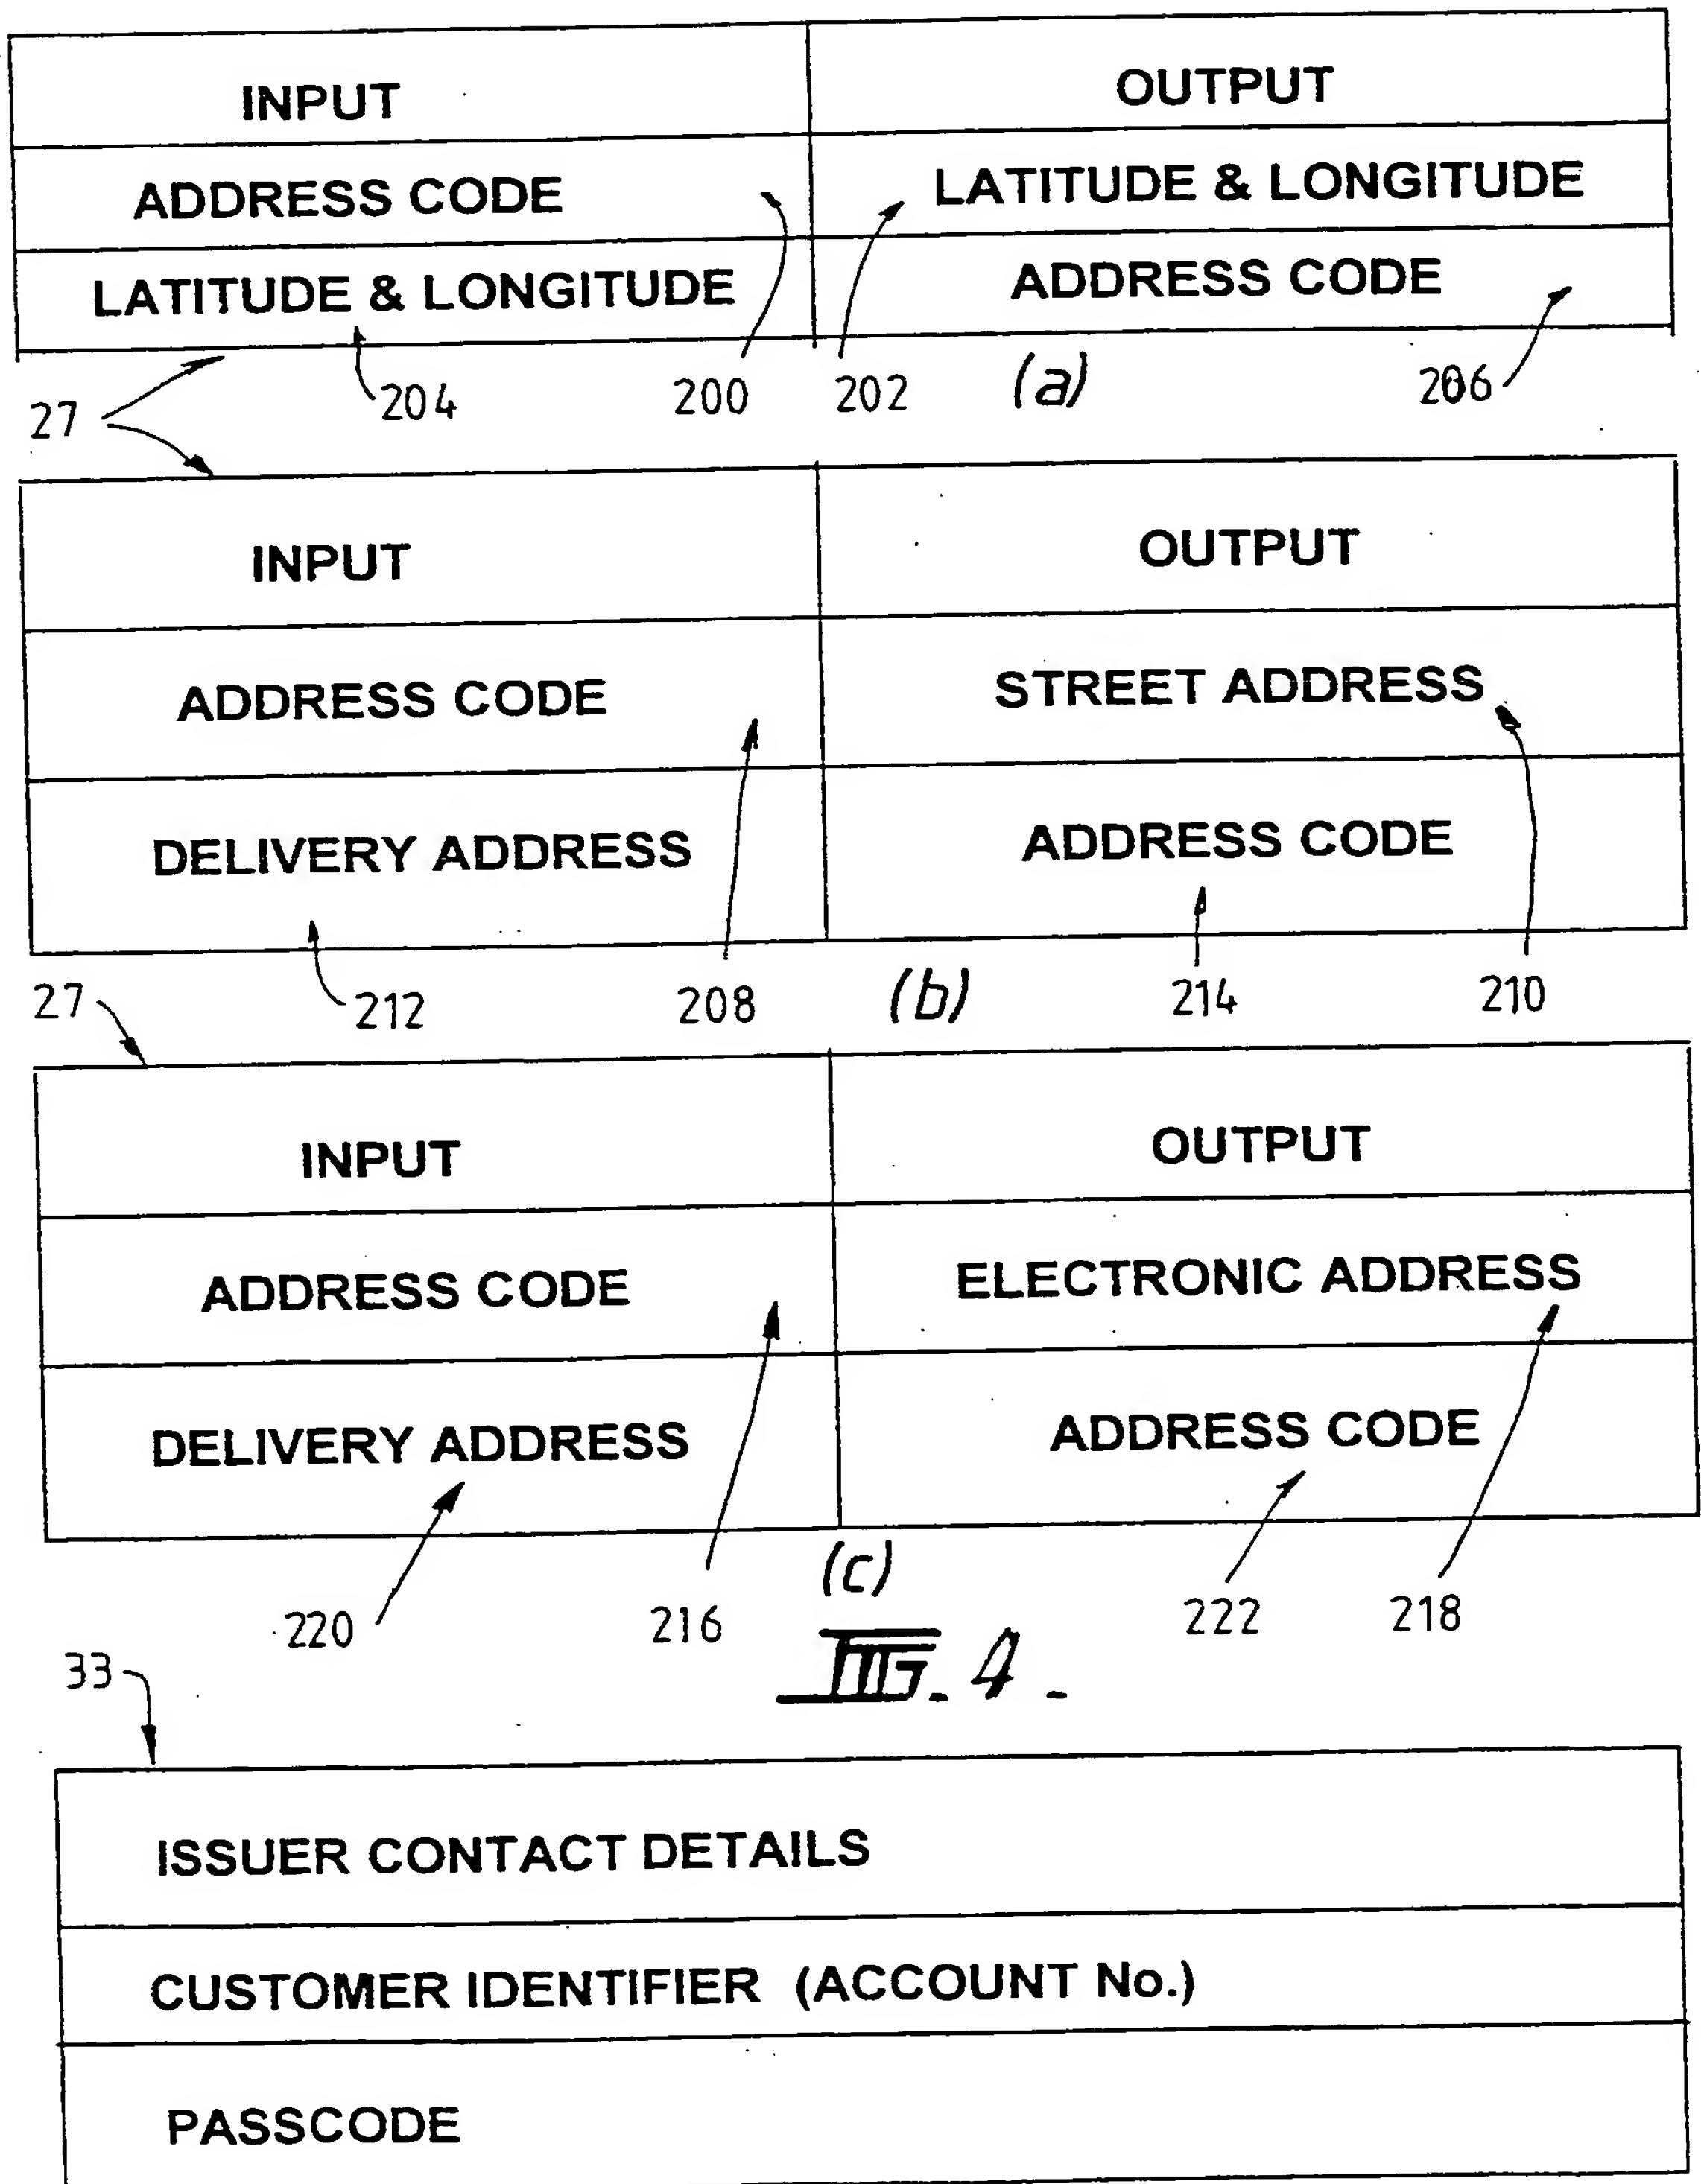 INPUT OUTPUT
ADDRESS CODE LATITUDE & LONGITUDE
LATITUDE & LONGITUDE ADDRESS CODE
27 204 200 202 (a) 206
INPUT OUTPUT
ADDRESS CODE STREET ADDRESS
DELIVERY ADDRESS ADDRESS CODE
27 212 208 (b) 214 210
INPUT OUTPUT
ADDRESS CODE ELECTRONIC ADDRESS
DELIVERY ADDRESS ADDRESS CODE
(c)
220 216 222 218
33 FIG. 4.
ISSUER CONTACT DETAILS
CUSTOMER IDENTIFIER (ACCOUNT No.)
PASSCODE